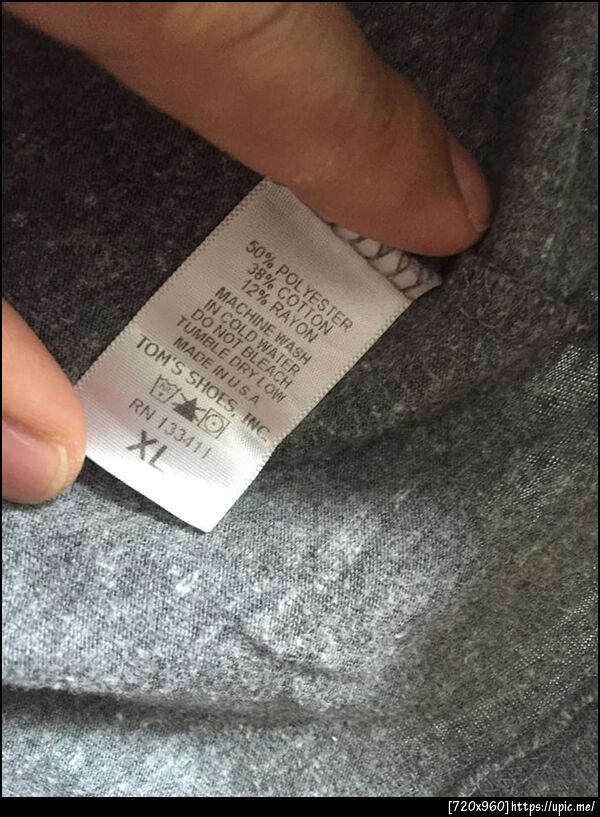 50% POLYESTER
38% COTTON
12% RAYON
MACHINE WASH
IN COLD WATER
DO NOT BLEACH
TUMBLE DRY LOW
MADE IN U.S.A
TOM'S SHOES, INC.
RN 133411
XL
[720x960]https://upic.me/